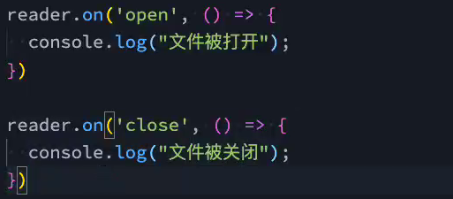 reader.on('open', () => {
  console.log("文件被打开");
})

reader.on('close', () => {
  console.log("文件被关闭");
})